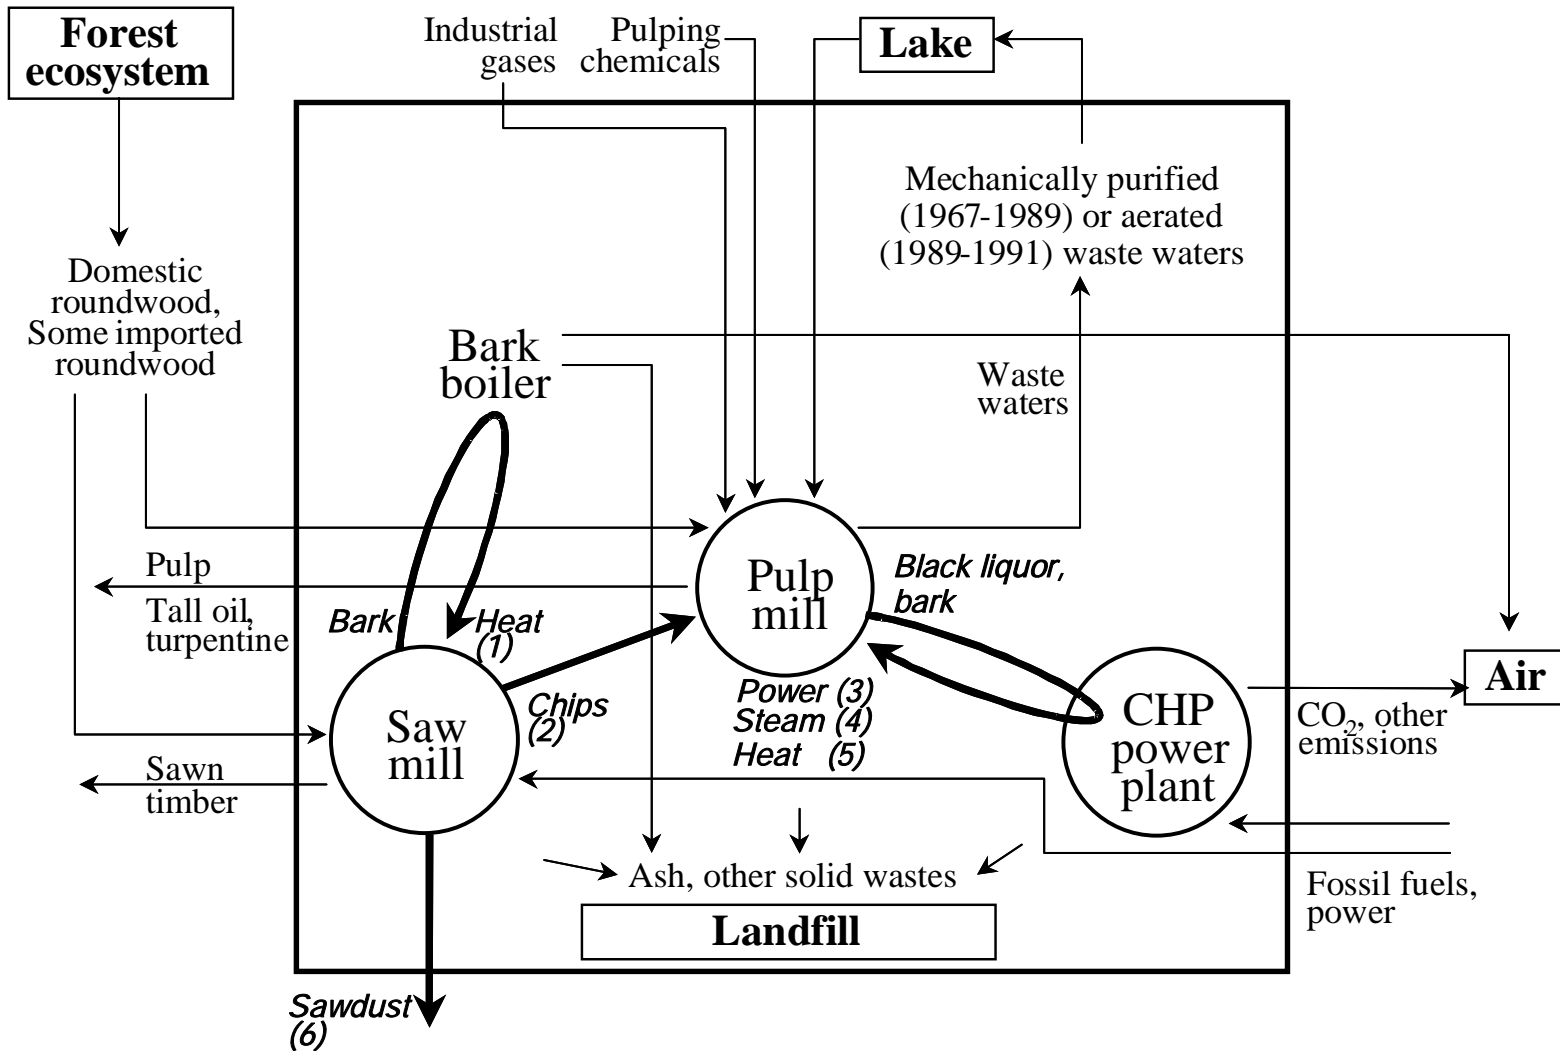 Forest
ecosystem
Industrial
gases
Pulping
chemicals
Lake
Mechanically purified
(1967-1989) or aerated
(1989-1991) waste waters
Domestic
roundwood,
Some imported
roundwood
Bark
boiler
Waste
waters
Pulp
Tall oil,
turpentine
Bark
Heat
(1)
Pulp
mill
Black liquor,
bark
Chips
(2)
Power (3)
Steam (4)
Heat (5)
Saw
mill
CHP
power
plant
Air
CO2, other
emissions
Sawn
timber
Ash, other solid wastes
Landfill
Fossil fuels,
power
Sawdust
(6)